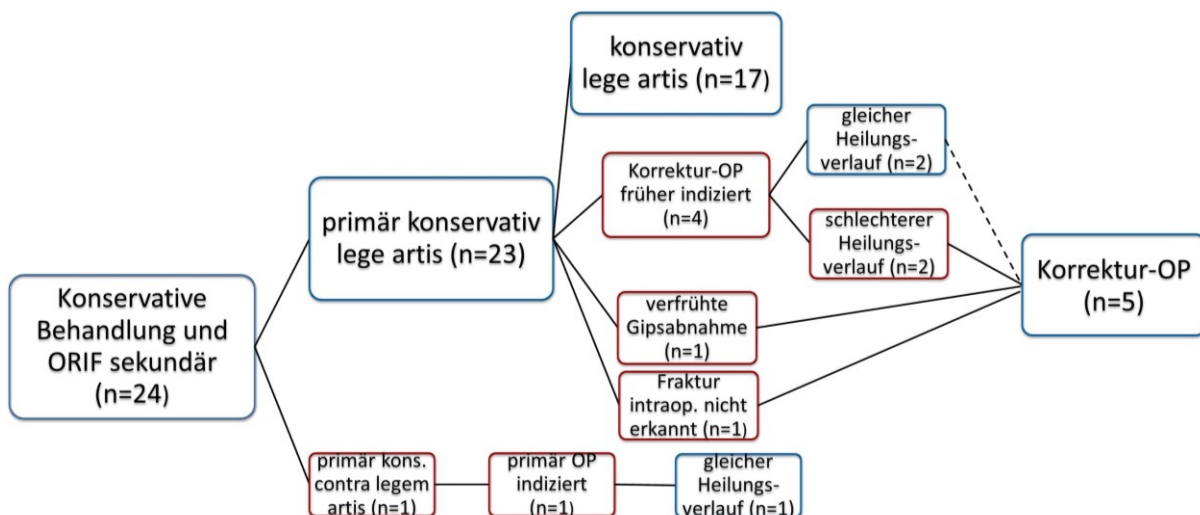 konservativ
lege artis (n=17)
gleicher
Heilungs-
verlauf (n=2)
Korrektur-OP
früher indiziert
(n=4)
primär konservativ
lege artis (n=23)
schlechterer
Heilungs-
verlauf (n=2)
Korrektur-OP
(n=5)
Konservative
Behandlung und
ORIF sekundär
(n=24)
verfrühte
Gipsabnahme
(n=1)
Fraktur
intraop. nicht
erkannt (n=1)
primär kons.
contra legem
artis (n=1)
primär OP
indiziert
(n=1)
gleicher
Heilungs-
verlauf (n=1)